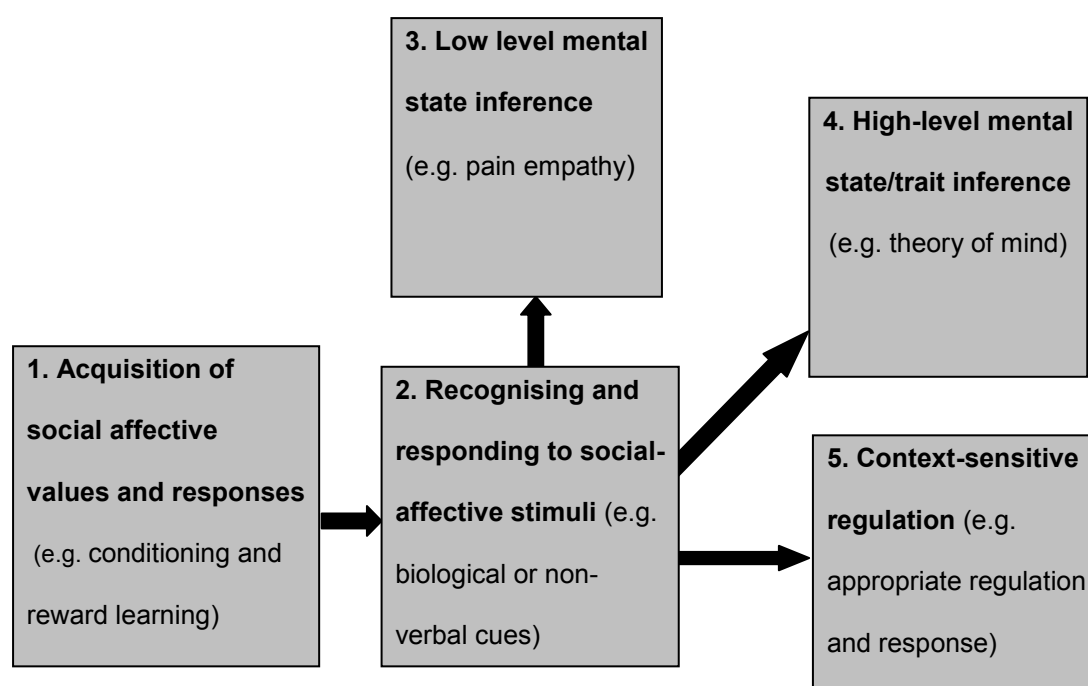 3. Low level mental
state inference
(e.g. pain empathy)
4. High-level mental
state/trait inference
(e.g. theory of mind)
1. Acquisition of
social affective
values and responses
(e.g. conditioning and
reward learning)
2. Recognising and
responding to social-
affective stimuli (e.g.
biological or non-
verbal cues)
5. Context-sensitive
regulation (e.g.
appropriate regulation
and response)